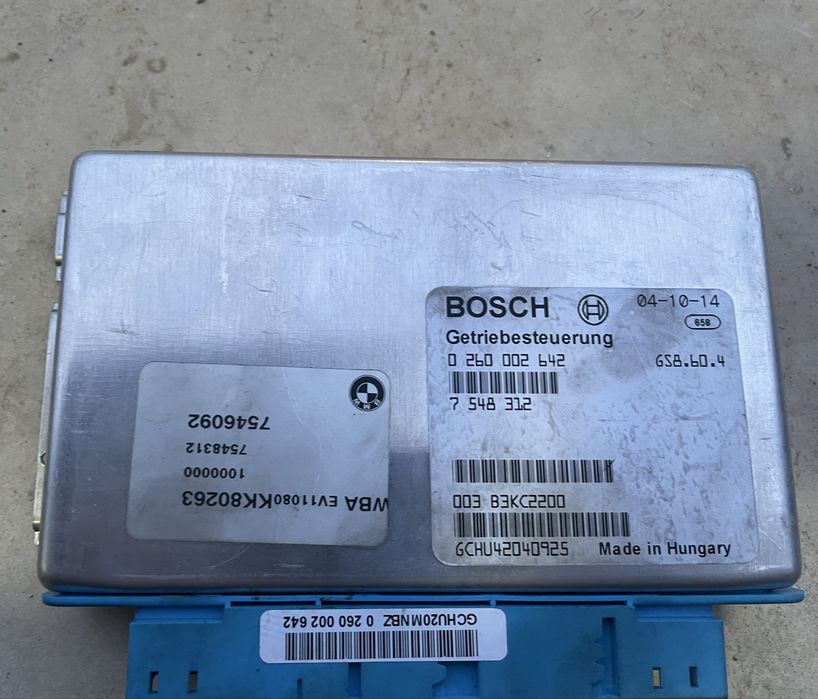 BOSCH
04-10-14
658
Getriebesteuerung
0 260 002 642
GS8.60.4
7 548 312
003 B3KC2200
GCHU42040925
Made in Hungary
BMW
7546092
7548312
1000000
WBA EV11080KK80263
GCHU20MNBZ 0 260 002 642